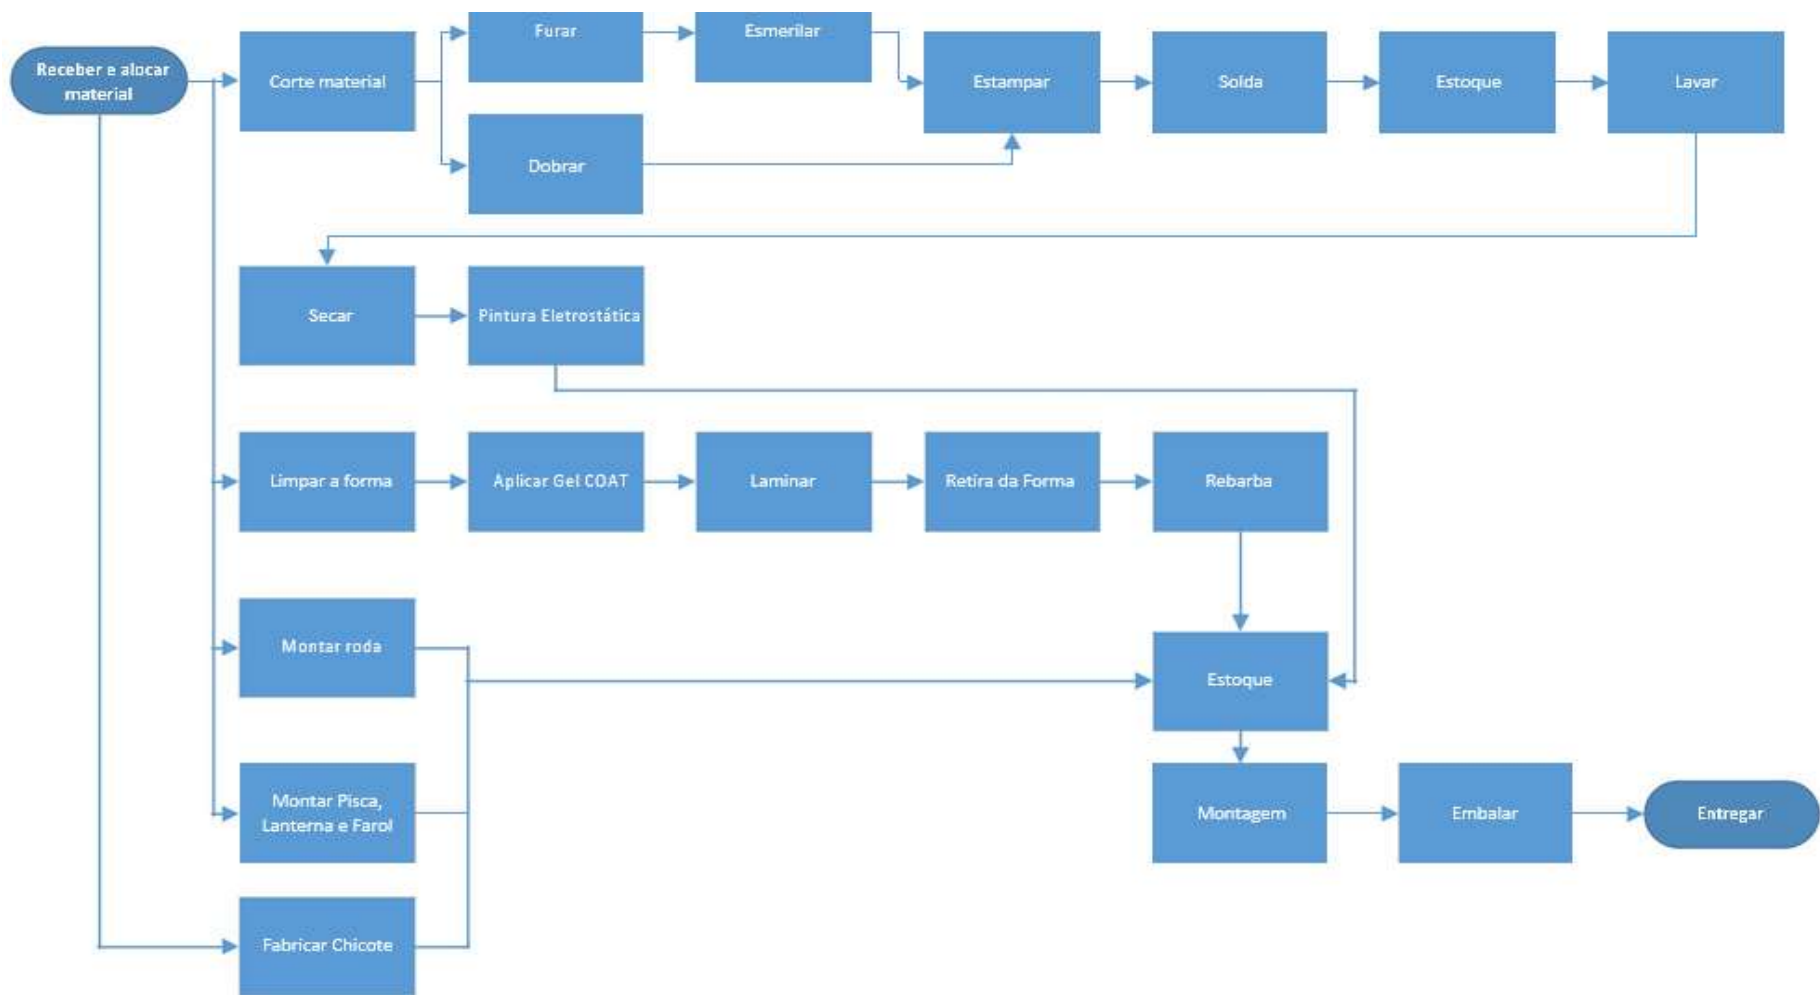 Receber e alocar
material
Corte material
Furar
Esmerilar
Dobrar
Estampar
Solda
Estoque
Lavar
Secar
Pintura Eletrostática
Limpar a forma
Aplicar Gel COAT
Laminar
Retira da Forma
Rebarba
Montar roda
Estoque
Montar Pisca,
Lanterna e Farol
Montagem
Embalar
Entregar
Fabricar Chicote